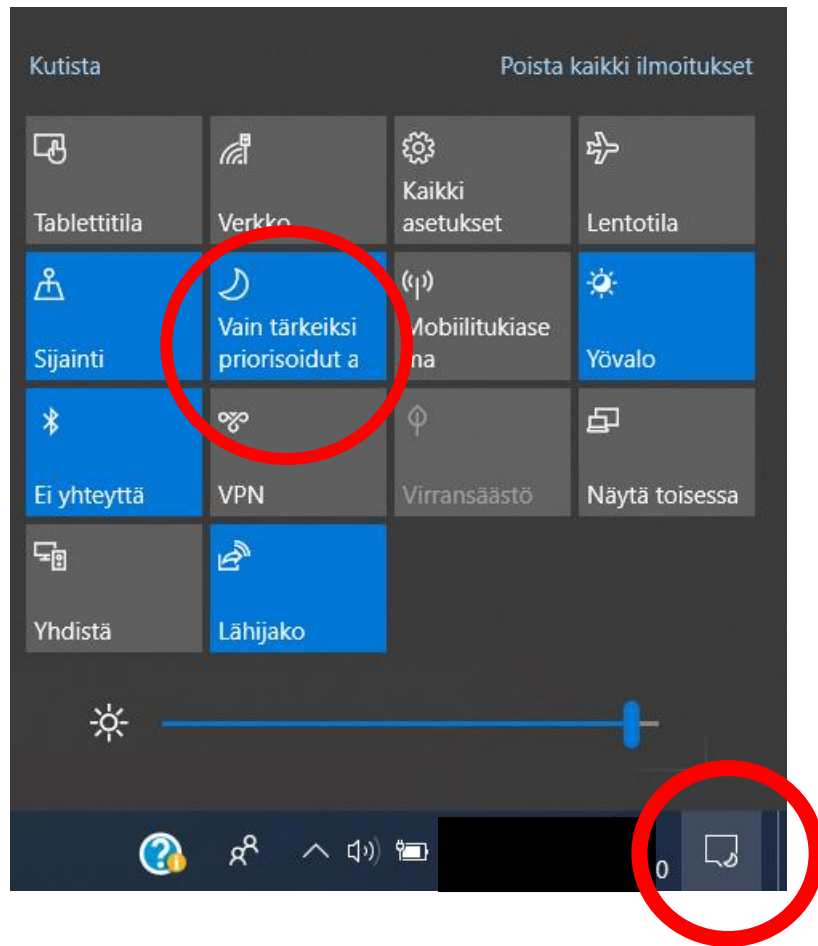 Kutista
Poista kaikki ilmoitukset
Tablettitila
Verkko
Kaikki
asetukset
Lentotila
Sijainti
Vain tärkeiksi
priorisoidut a
Mobiilitukiase
ma
Yövalo
Ei yhteyttä
VPN
Virransäästö
Näytä toisessa
Yhdistä
Lähijako
0